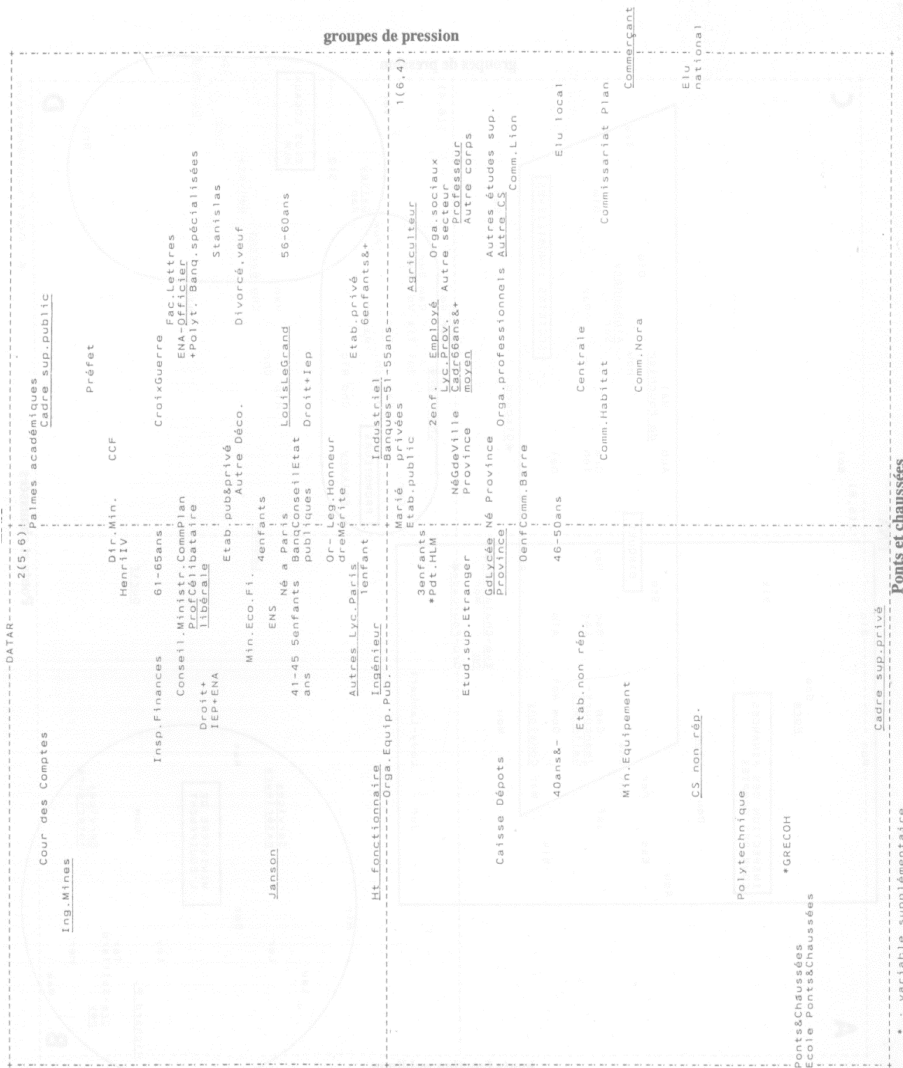 groupes de pression
DATAR
2(5,6)
Palmes académiques
Cour des Comptes
Cadre sup.public
Ing.Mines
Préfet
Dir.Min.
CCF
HenriIV
Insp.Finances
61-65ans
CroixGuerre
Fac.Lettres
Conseil.Ministr.CommPlan
ENA-Officier
ProfCélibataire
+Polyt.
Banq.spécialisées
libérale
Droit+
IEP+ENA
Stanislas
Etab.pub&privé
Autre Déco.
Divorcé.veuf
Min.Eco.Fi.
4enfants
ENS
Janson
Né a Paris
LouisLeGrand
56-60ans
41-45
5enfants
BanqConseilEtat
ans
publiques
Droit+Iep
Or-
Leg.Honneur
dreMérite
Autres Lyc.Paris
Etab.privé
1enfant
6enfants&+
Ht fonctionnaire
Ingénieur
Industriel
Orga.Equip.Pub.
Banques-51-55ans
1(6,4)
Marié
privées
Etab.public
Agriculteur
3enfants
*Pdt.HLM
2enf.
Employé
Orga.sociaux
Lyc.Prov.
Autre secteur
NéGdeVille
Cadr66ans&+
Professeur
Etud.sup.Etranger
Province
moyen
Autre corps
GdLycée
Né Province
Autres études sup.
Caisse Dépots
Province
Orga.professionnels
Autre CS
Comm.Lion
0enfComm.Barre
40ans&-
46-50ans
Elu local
Etab.non rép.
Centrale
Comm.Habitat
Commissariat Plan
Min.Equipement
Comm.Nora
Commerçant
CS non rép.
Elu
national
Polytechnique
*GRECOH
Ponts&Chaussées
Ecole Ponts&Chaussées
Cadre sup.privé
Ponts et chaussées
* : variable supplémentaire